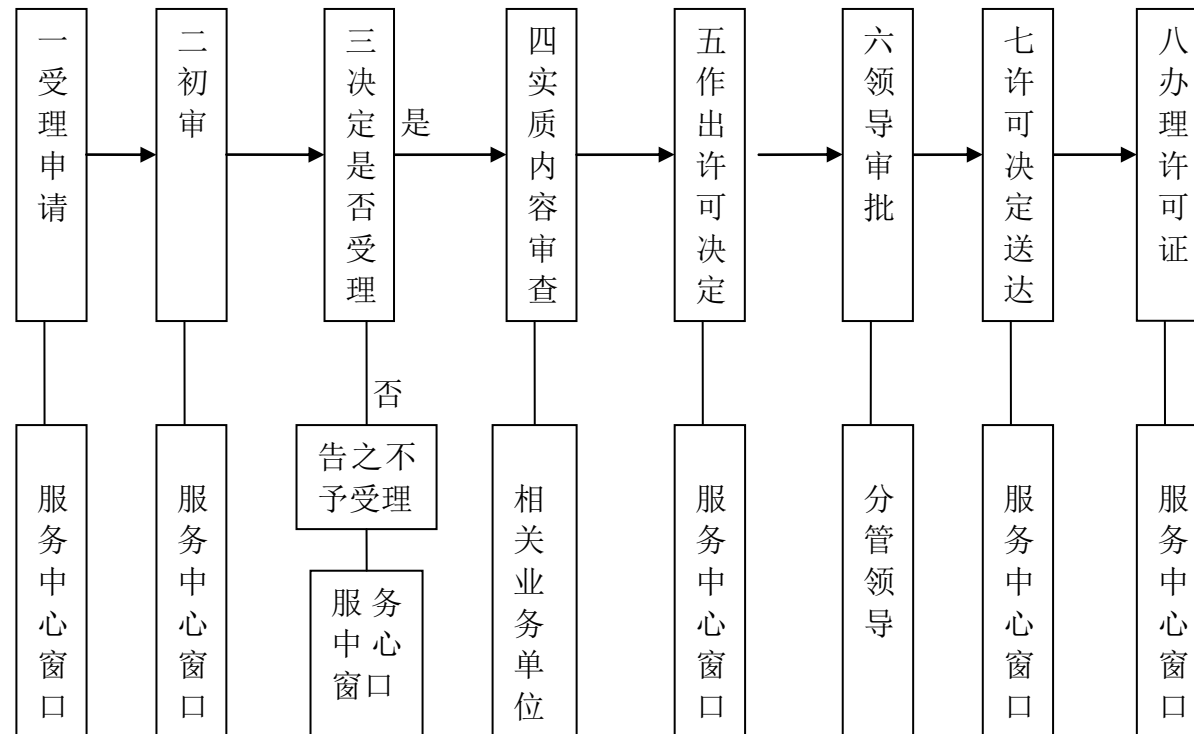 一受理申请
二初审
三决定是否受理
是
四实质内容审查
五作出许可决定
六领导审批
七许可决定送达
八办理许可证
否
告之不
予受理
服务中心窗口
服务中心窗口
服务
中心
窗口
相关业务单位
服务中心窗口
分管领导
服务中心窗口
服务中心窗口